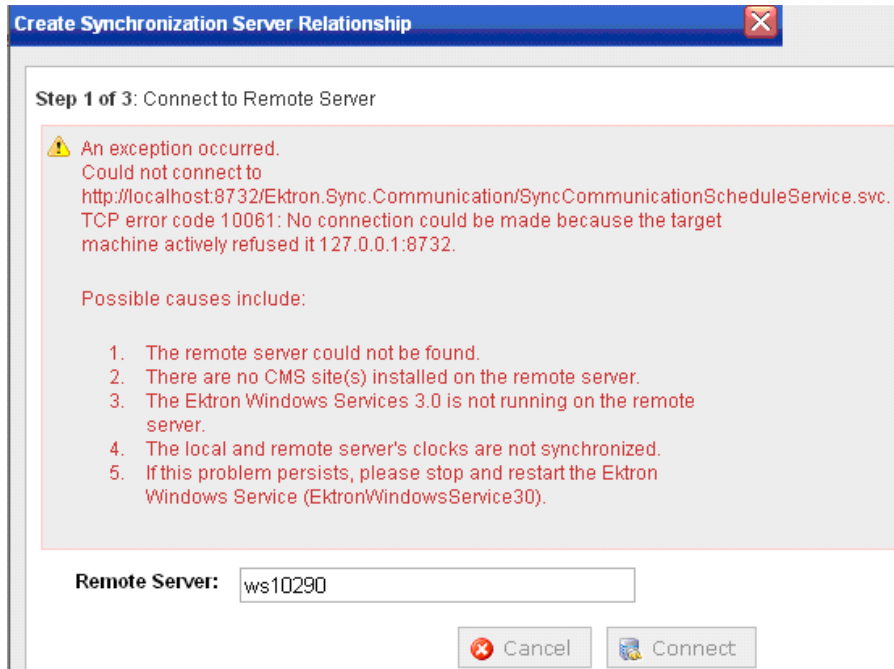 Create Synchronization Server Relationship
Step 1 of 3: Connect to Remote Server
An exception occurred.
Could not connect to
http://localhost:8732/Ektron.Sync.Communication/SyncCommunicationScheduleService.svc.
TCP error code 10061: No connection could be made because the target
machine actively refused it 127.0.0.1:8732.
Possible causes include:
1. The remote server could not be found.
2. There are no CMS site(s) installed on the remote server.
3. The Ektron Windows Services 3.0 is not running on the remote
server.
4. The local and remote server's clocks are not synchronized.
5. If this problem persists, please stop and restart the Ektron
Windows Service (EktronWindowsService30).
Remote Server: ws10290
Cancel Connect